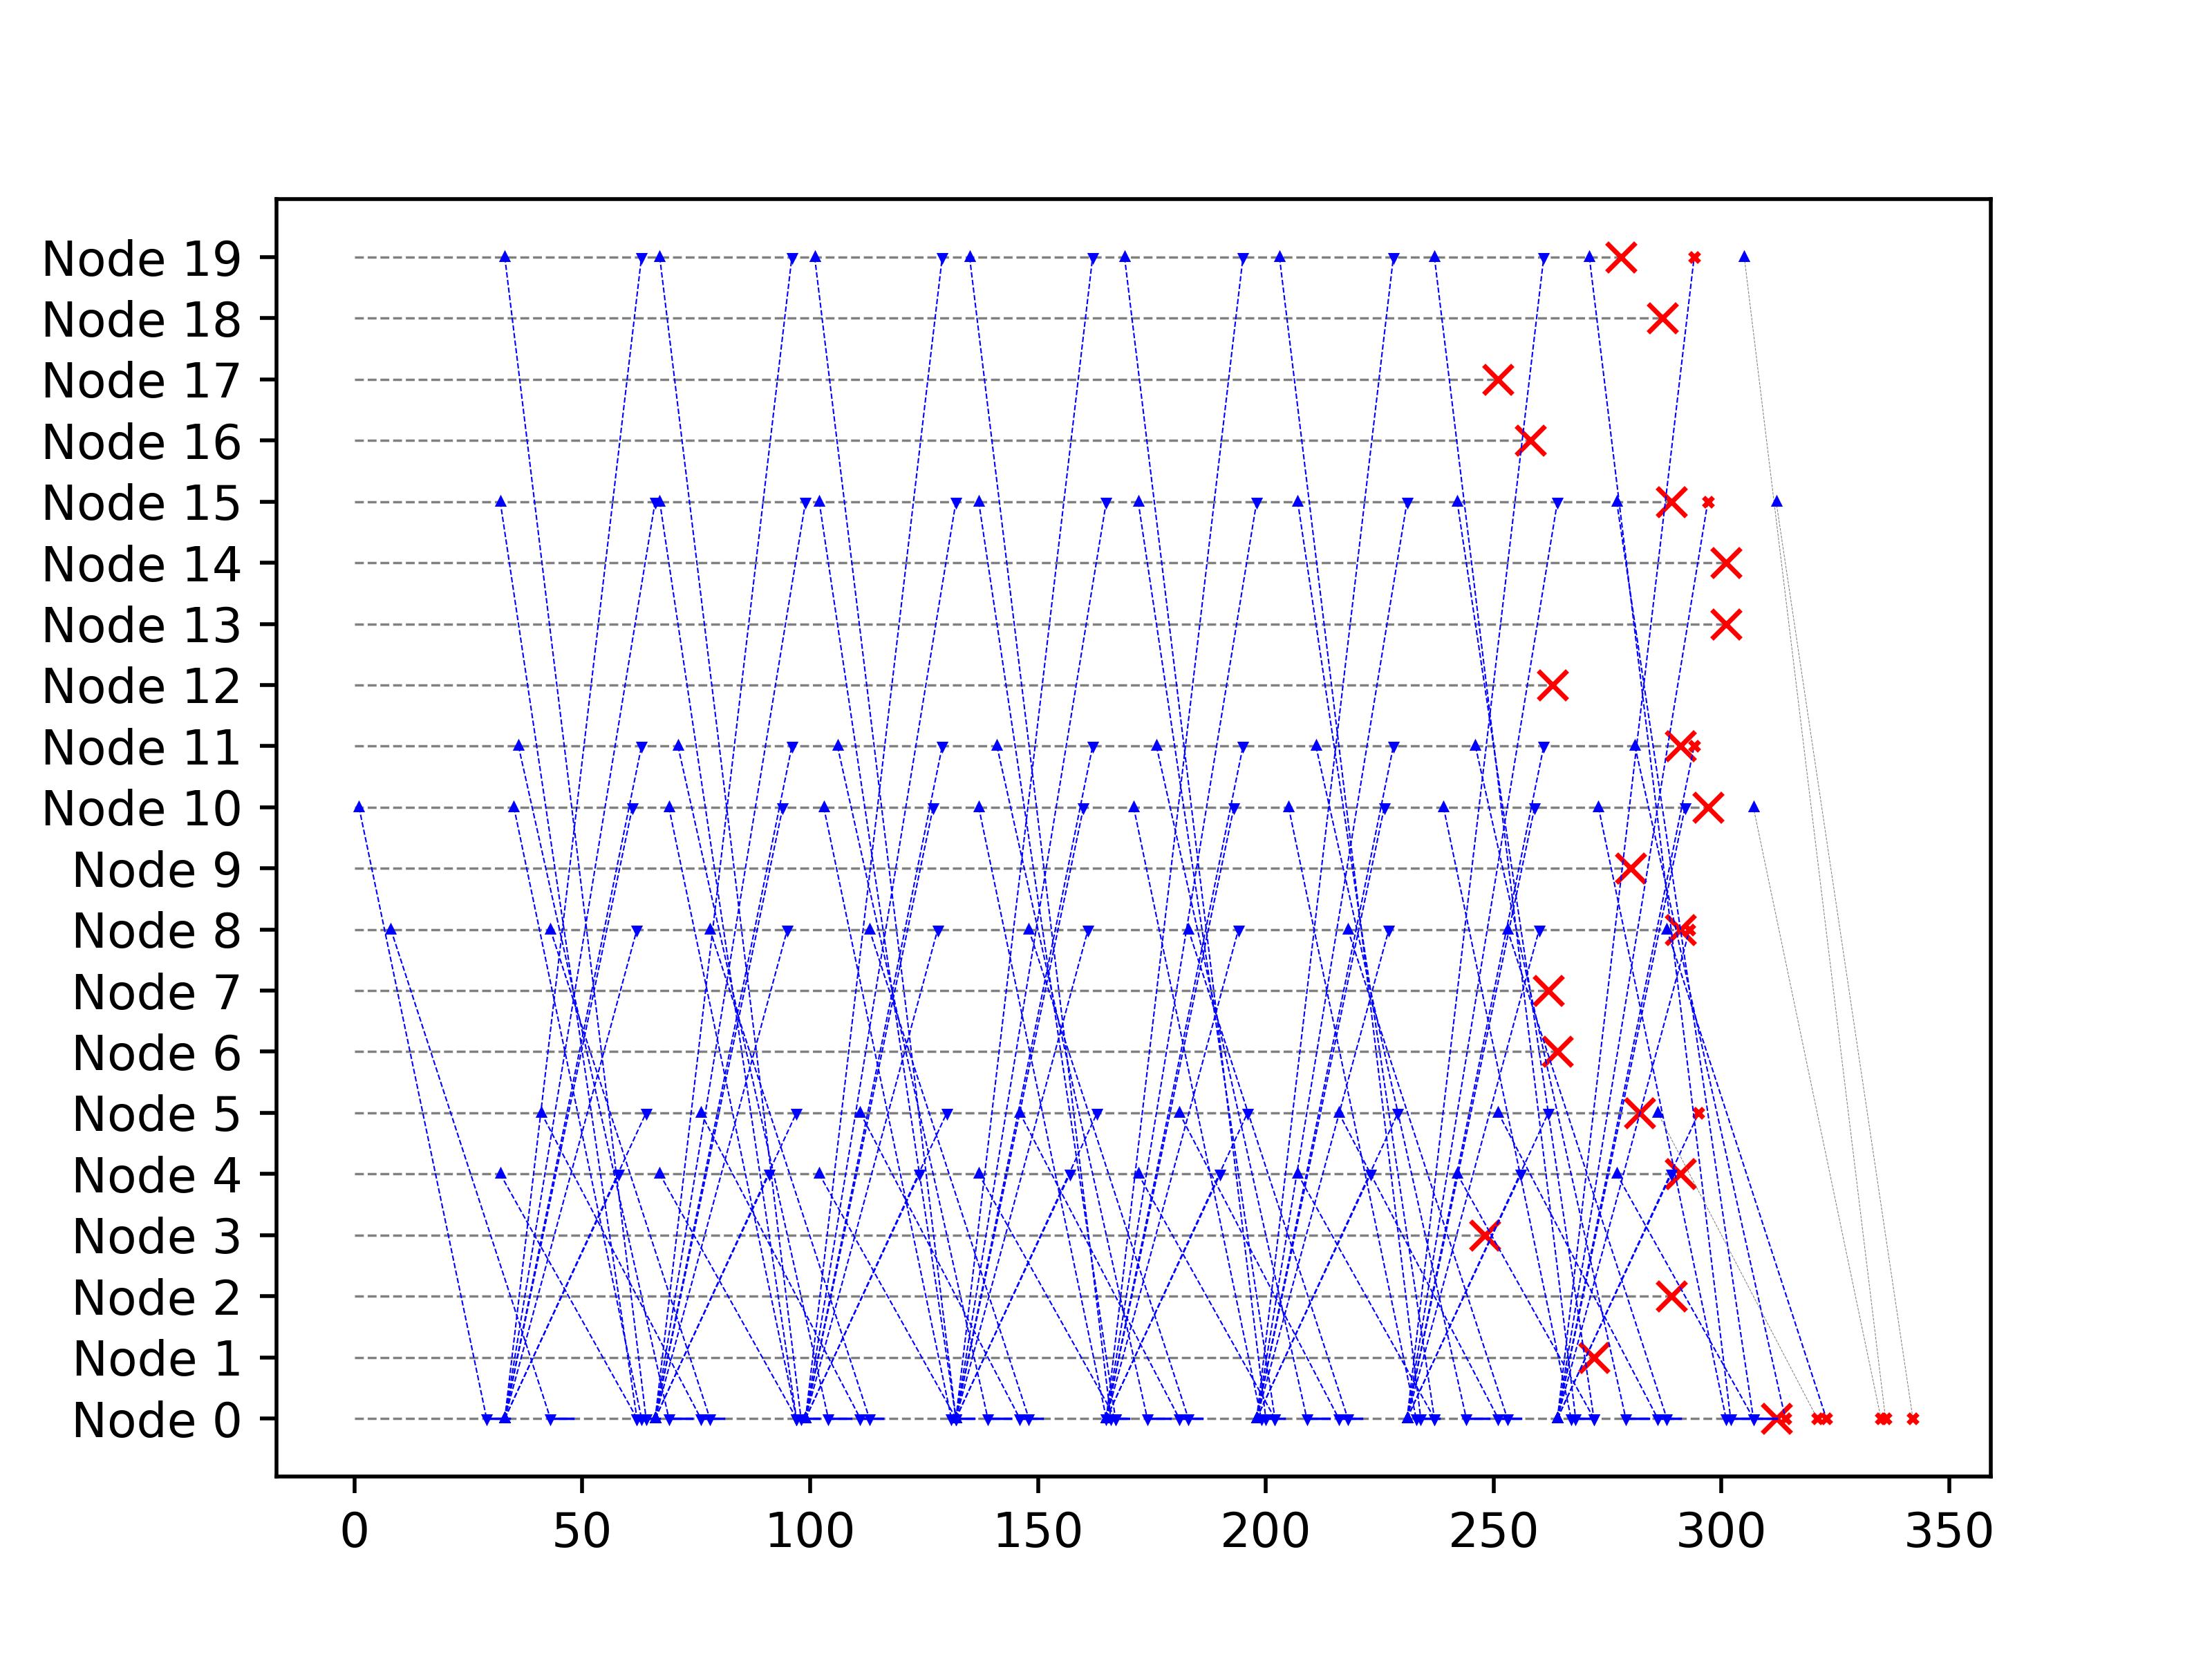 Node 19
Node 18
Node 17
Node 16
Node 15
Node 14
Node 13
Node 12
Node 11
Node 10
Node 9
Node 8
Node 7
Node 6
Node 5
Node 4
Node 3
Node 2
Node 1
Node 0
0 50 100 150 200 250 300 350